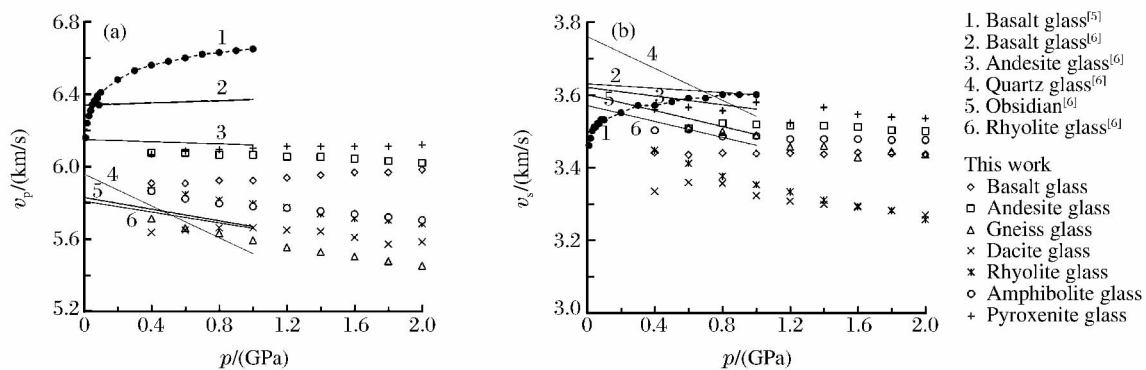 (a)
6.8
6.4
6.0
5.6
5.2
v_p/(km/s)
1
2
3
4
5
6
0 0.4 0.8 1.2 1.6 2.0
p/(GPa)
(b)
3.8
3.6
3.4
3.2
3.0
v_s/(km/s)
4
2
5
3
6
1
0 0.4 0.8 1.2 1.6 2.0
p/(GPa)
1. Basalt glass[5]
2. Basalt glass[6]
3. Andesite glass[6]
4. Quartz glass[6]
5. Obsidian[6]
6. Rhyolite glass[6]
This work
Basalt glass
Andesite glass
Gneiss glass
Dacite glass
Rhyolite glass
Amphibolite glass
Pyroxenite glass